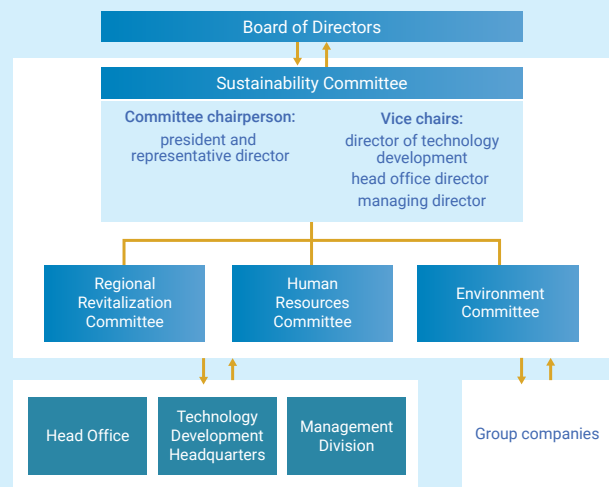 Board of Directors
Sustainability Committee
Committee chairperson:
president and
representative director
Vice chairs:
director of technology
development
head office director
managing director
Regional
Revitalization
Committee
Human
Resources
Committee
Environment
Committee
Head Office
Technology
Development
Headquarters
Management
Division
Group companies